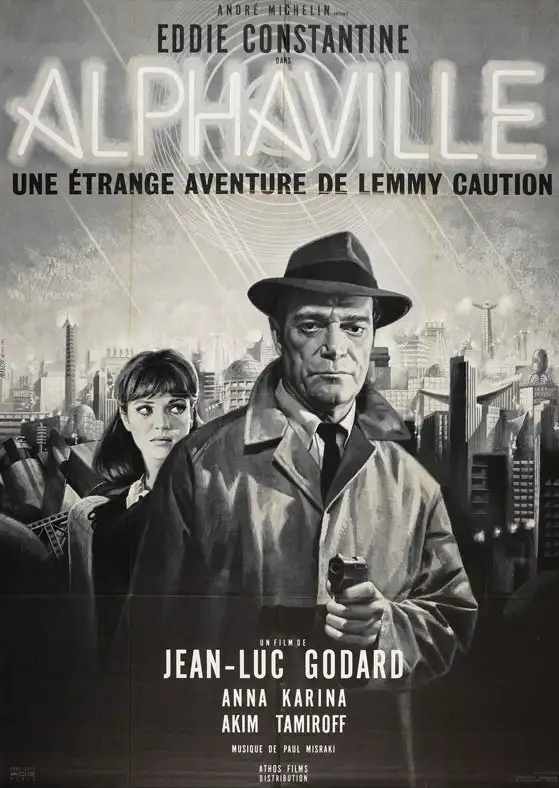 ANDRÉ MICHELIN
EDDIE CONSTANTINE
DANS
ALPHAVILLE
UNE ÉTRANGE AVENTURE DE LEMMY CAUTION
UN FILM DE
JEAN-LUC GODARD
ANNA KARINA
AKIM TAMIROFF
MUSIQUE DE PAUL MISRAKI
ATHOS FILMS
DISTRIBUTION